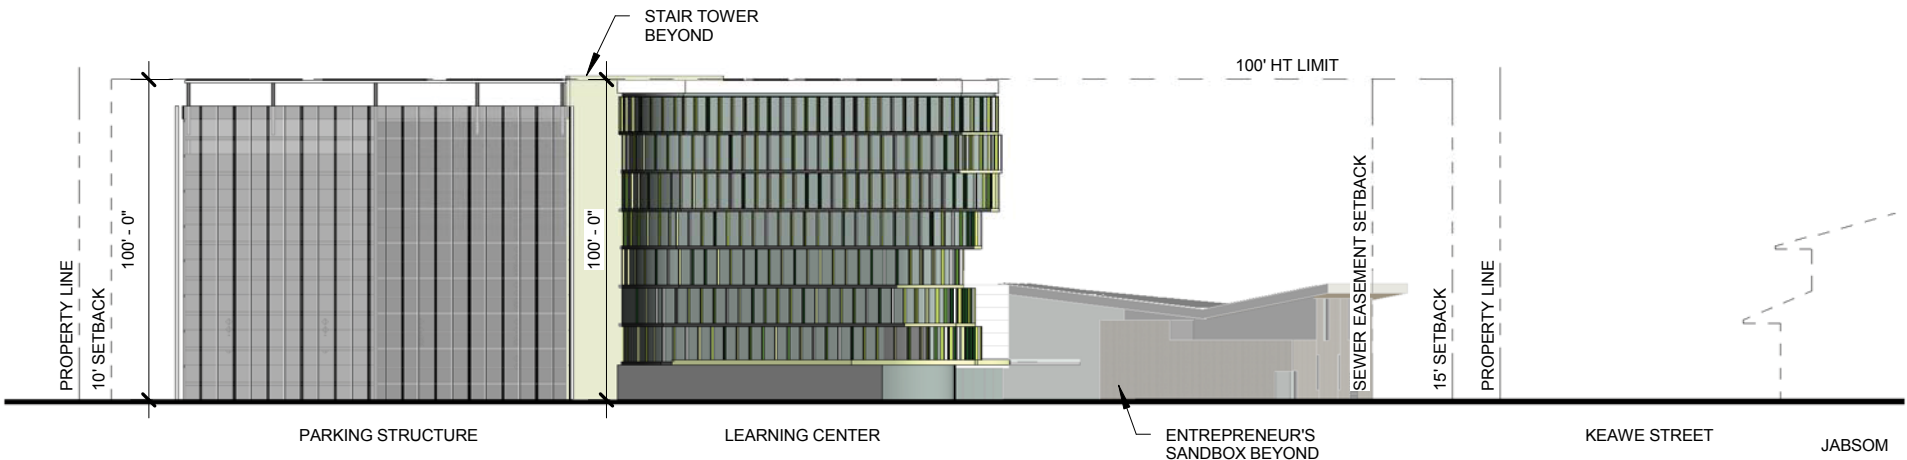 STAIR TOWER
BEYOND
100' HT LIMIT
PROPERTY LINE
10' SETBACK
100' - 0"
100' - 0"
SEWER EASEMENT SETBACK
15' SETBACK
PROPERTY LINE
PARKING STRUCTURE
LEARNING CENTER
ENTREPRENEUR'S
SANDBOX BEYOND
KEAWE STREET
JABSOM